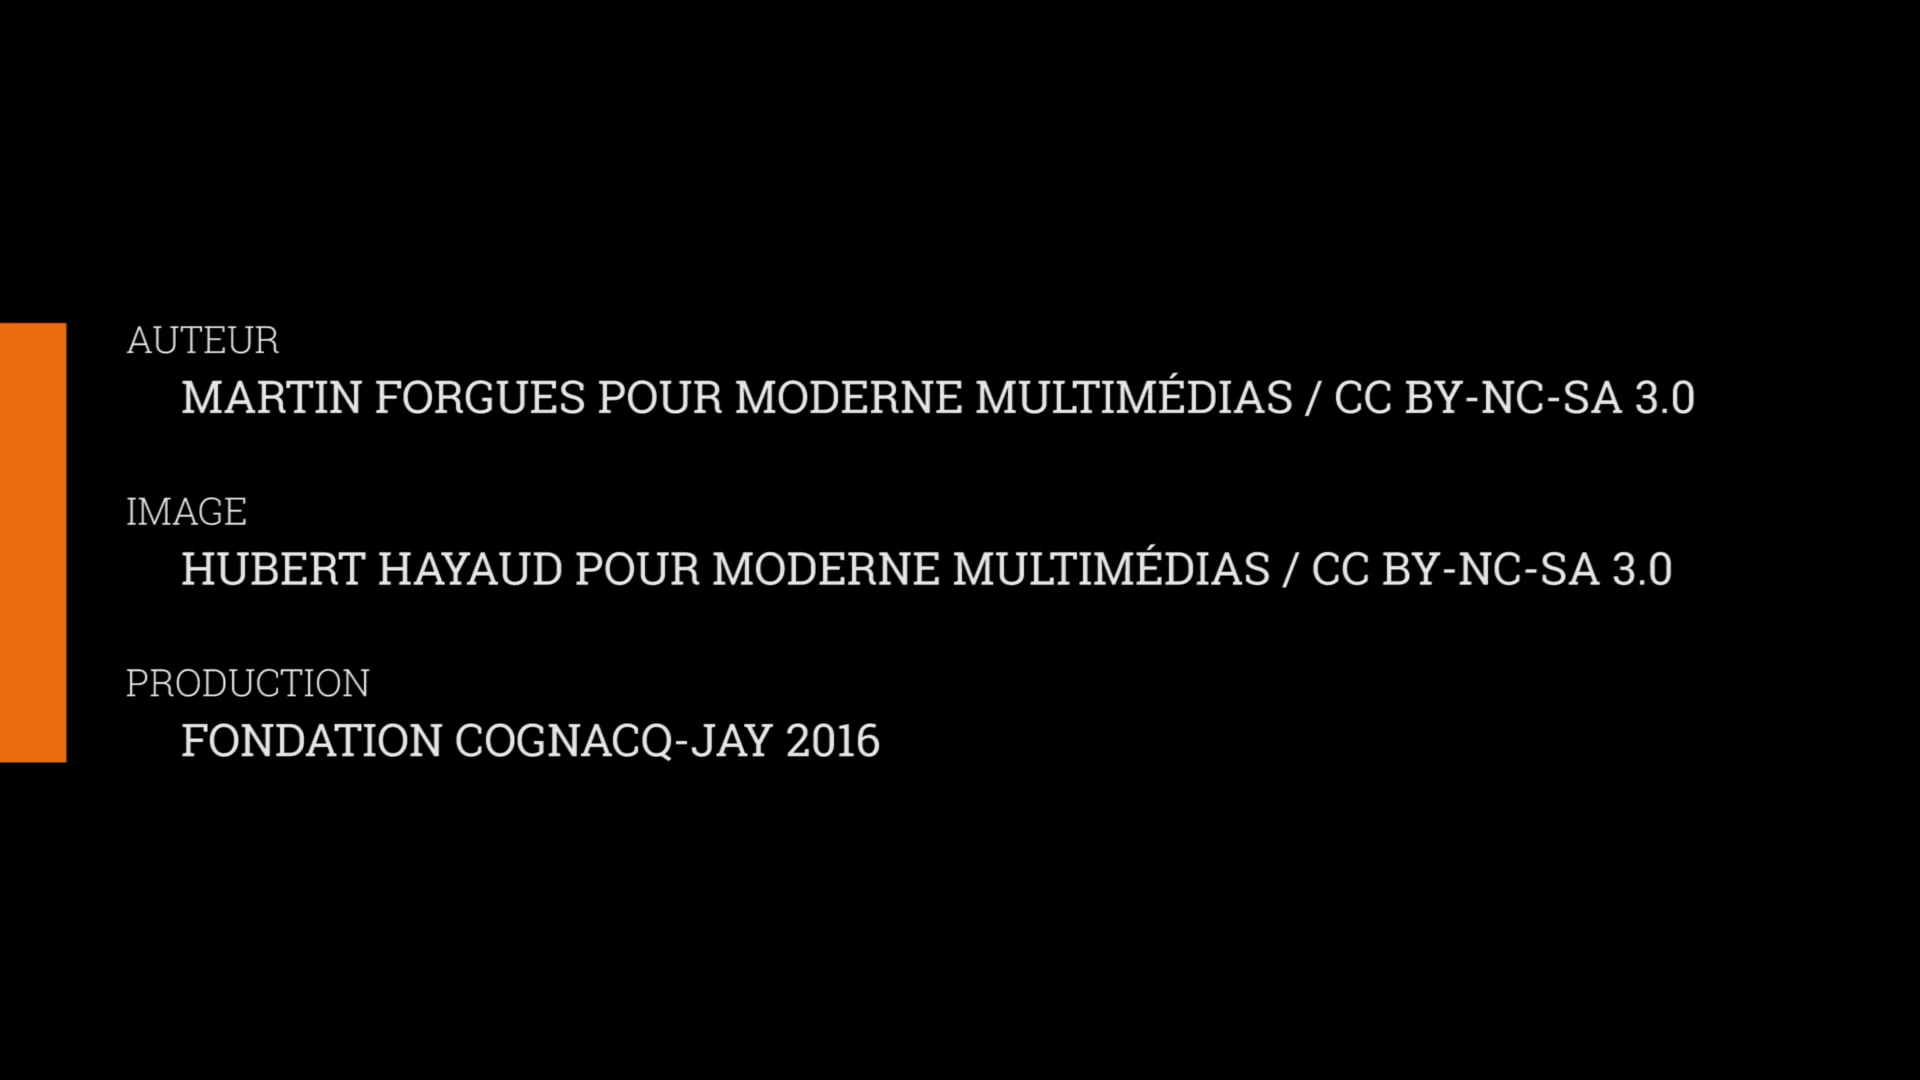 AUTEUR
MARTIN FORGUES POUR MODERNE MULTIMÉDIAS / CC BY-NC-SA 3.0
IMAGE
HUBERT HAYAUD POUR MODERNE MULTIMÉDIAS / CC BY-NC-SA 3.0
PRODUCTION
FONDATION COGNACQ-JAY 2016